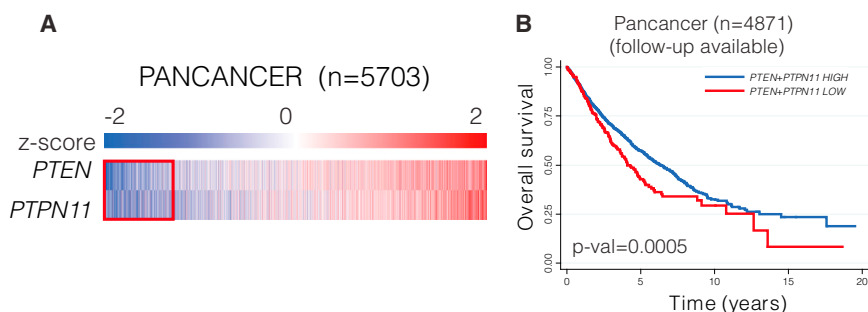 A
PANCANCER (n=5703)
-2 0 2
z-score
PTEN
PTPN11
B
Pancancer (n=4871)
(follow-up available)
PTEN+PTPN11 HIGH
PTEN+PTPN11 LOW
Overall survival
1.00
0.75
0.50
0.25
0.00
p-val=0.0005
0 5 10 15 20
Time (years)